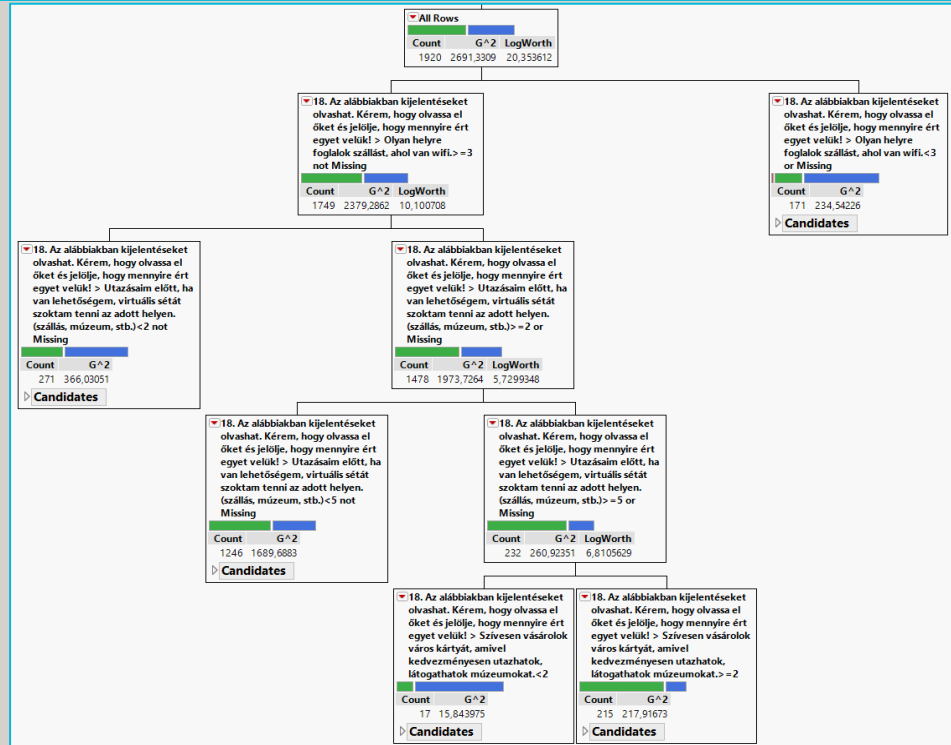 All Rows
Count G^2 LogWorth
1920 2691,3309 20,353612
18. Az alábbiakban kijelentéseket
olvashat. Kérem, hogy olvassa el
őket és jelölje, hogy mennyire ért
egyet velük! > Olyan helyre
foglalok szállást, ahol van wifi.>=3
not Missing
Count G^2 LogWorth
1749 2379,2862 10,100708
18. Az alábbiakban kijelentéseket
olvashat. Kérem, hogy olvassa el
őket és jelölje, hogy mennyire ért
egyet velük! > Olyan helyre
foglalok szállást, ahol van wifi.<3
or Missing
Count G^2
171 234,54226
Candidates
18. Az alábbiakban kijelentéseket
olvashat. Kérem, hogy olvassa el
őket és jelölje, hogy mennyire ért
egyet velük! > Utazásaim előtt, ha
van lehetőségem, virtuális sétát
szoktam tenni az adott helyen.
(szállás, múzeum, stb.)<2 not
Missing
Count G^2
271 366,03051
Candidates
18. Az alábbiakban kijelentéseket
olvashat. Kérem, hogy olvassa el
őket és jelölje, hogy mennyire ért
egyet velük! > Utazásaim előtt, ha
van lehetőségem, virtuális sétát
szoktam tenni az adott helyen.
(szállás, múzeum, stb.)>=2 or
Missing
Count G^2 LogWorth
1478 1973,7264 5,7299348
18. Az alábbiakban kijelentéseket
olvashat. Kérem, hogy olvassa el
őket és jelölje, hogy mennyire ért
egyet velük! > Utazásaim előtt, ha
van lehetőségem, virtuális sétát
szoktam tenni az adott helyen.
(szállás, múzeum, stb.)<5 not
Missing
Count G^2
1246 1689,6883
Candidates
18. Az alábbiakban kijelentéseket
olvashat. Kérem, hogy olvassa el
őket és jelölje, hogy mennyire ért
egyet velük! > Utazásaim előtt, ha
van lehetőségem, virtuális sétát
szoktam tenni az adott helyen.
(szállás, múzeum, stb.)>=5 or
Missing
Count G^2 LogWorth
232 260,92351 6,8105629
18. Az alábbiakban kijelentéseket
olvashat. Kérem, hogy olvassa el
őket és jelölje, hogy mennyire ért
egyet velük! > Szívesen vásárolok
város kártyát, amivel
kedvezményesen utazhatok,
látogathatok múzeumokat.<2
Count G^2
17 15,843975
Candidates
18. Az alábbiakban kijelentéseket
olvashat. Kérem, hogy olvassa el
őket és jelölje, hogy mennyire ért
egyet velük! > Szívesen vásárolok
város kártyát, amivel
kedvezményesen utazhatok,
látogathatok múzeumokat.>=2
Count G^2
215 217,91673
Candidates